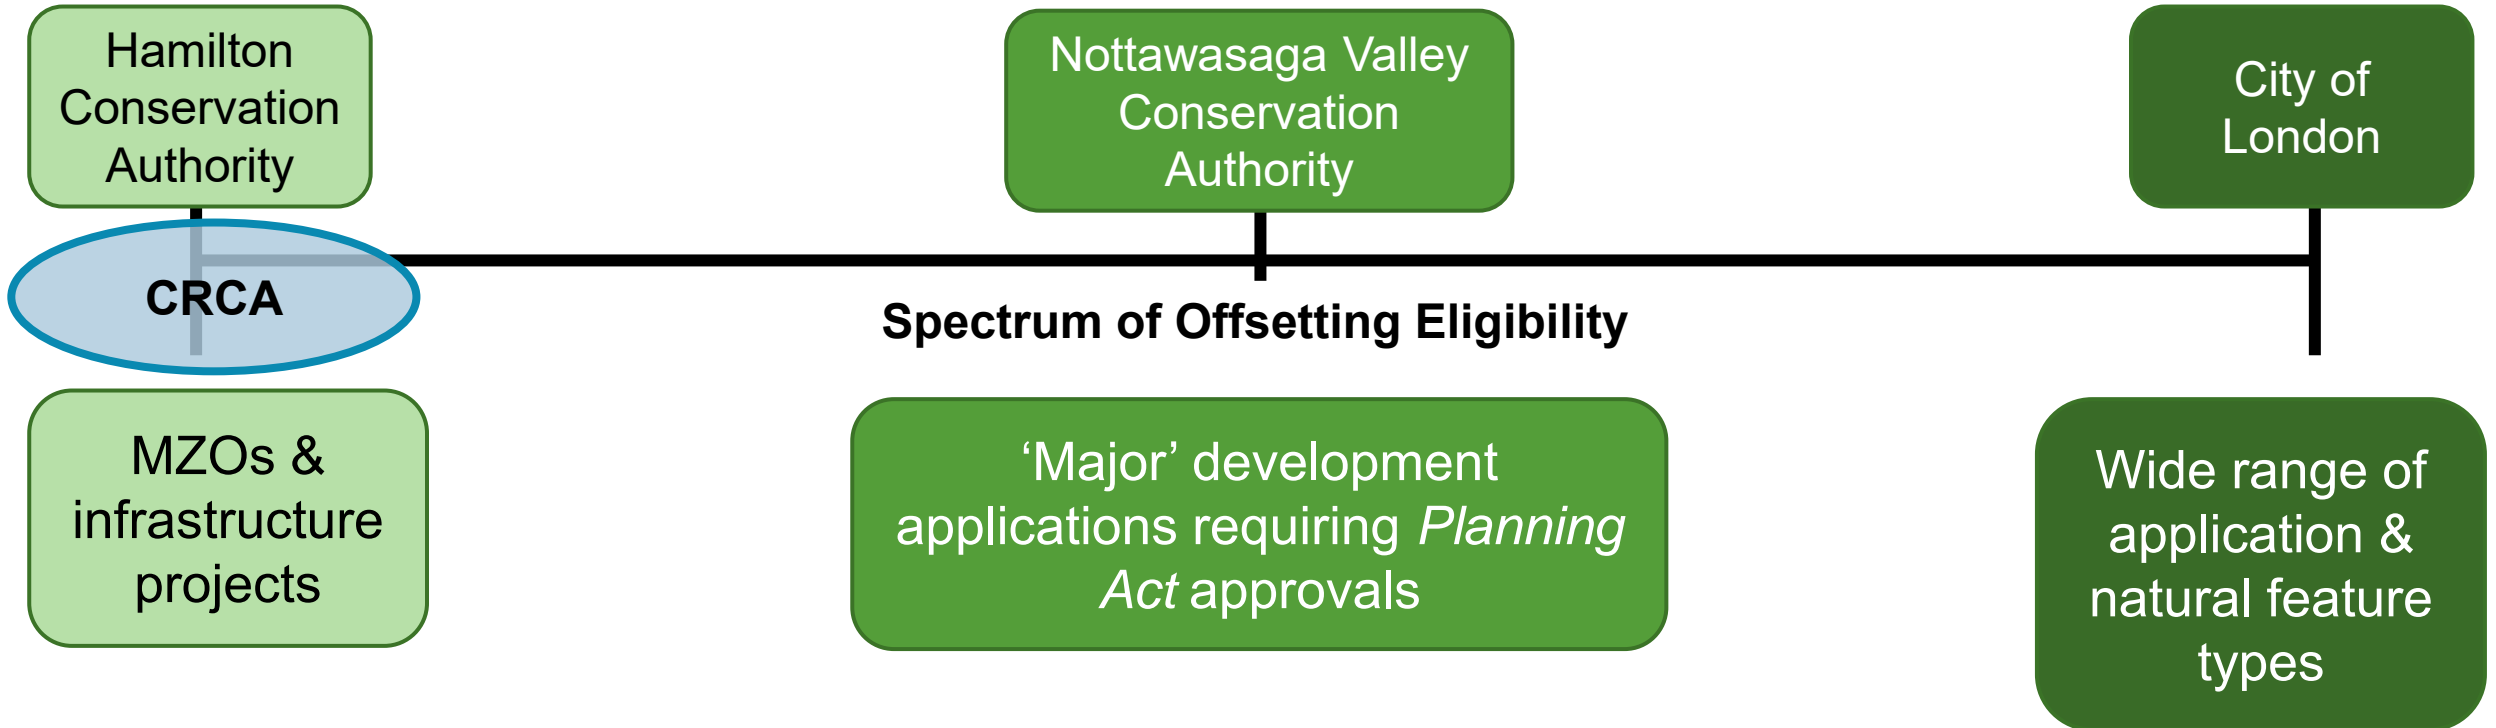 Hamilton
Conservation
Authority
Nottawasaga Valley
Conservation
Authority
City of
London
CRCA
Spectrum of Offsetting Eligibility
MZOs &
infrastructure
projects
‘Major’ development
applications requiring Planning
Act approvals
Wide range of
application &
natural feature
types